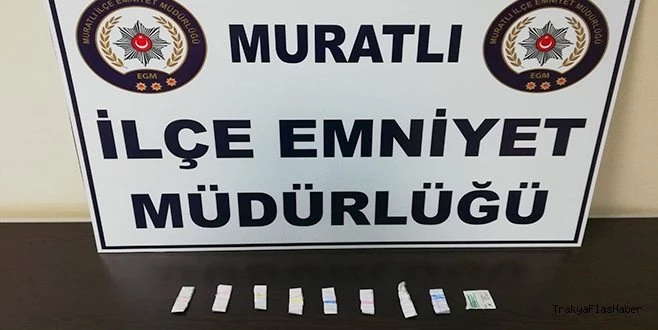 MURATLI İLÇE EMNİYET MÜDÜRLÜĞÜ
EGM
MURATLI
MURATLI İLÇE EMNİYET MÜDÜRLÜĞÜ
EGM
İLÇE EMNİYET
MÜDÜRLÜĞÜ
TrakyaFlasHaber